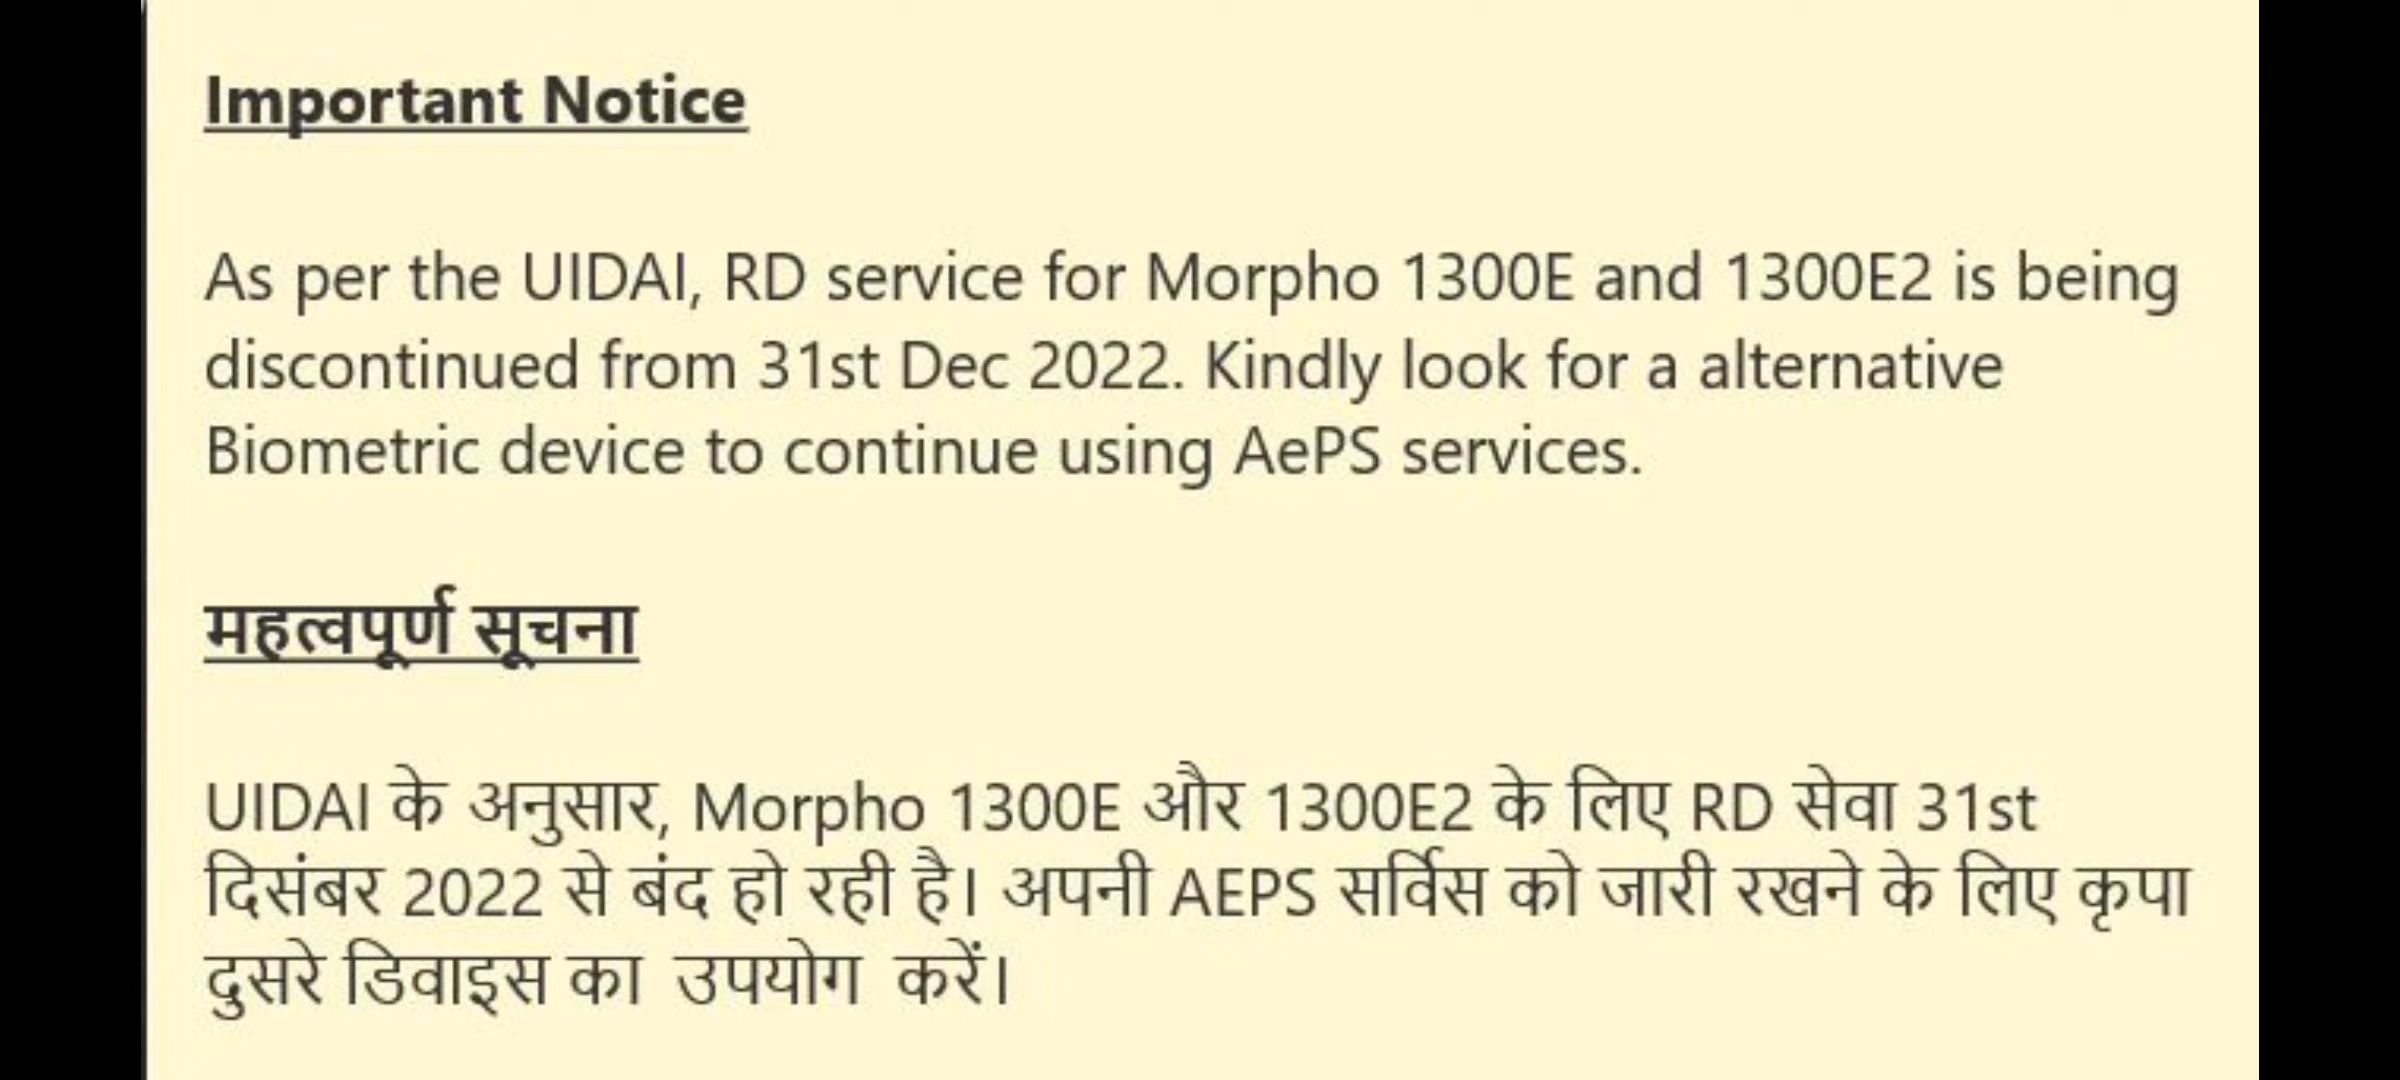 Important Notice
As per the UIDAI, RD service for Morpho 1300E and 1300E2 is being
discontinued from 31st Dec 2022. Kindly look for a alternative
Biometric device to continue using AePS services.
महत्वपूर्ण सूचना
UIDAI के अनुसार, Morpho 1300E और 1300E2 के लिए RD सेवा 31st
दिसंबर 2022 से बंद हो रही है। अपनी AEPS सर्विस को जारी रखने के लिए कृपा
दुसरे डिवाइस का उपयोग करें।